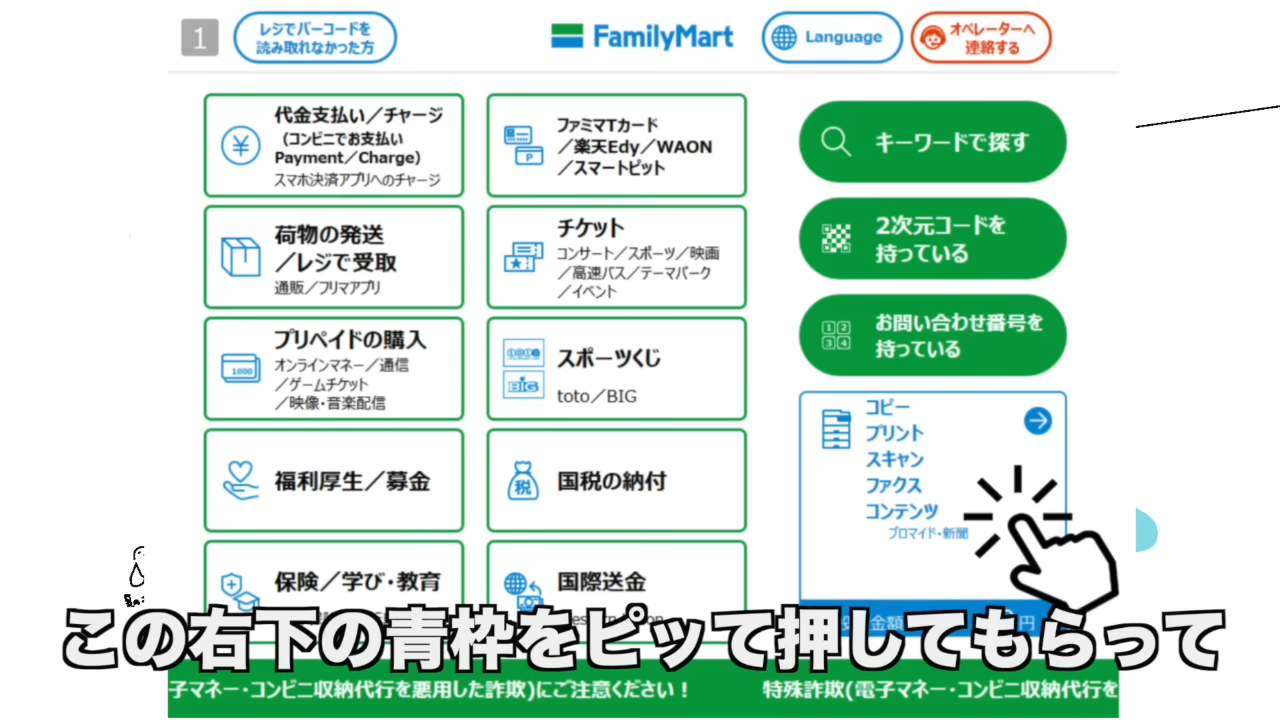 1
レジでバーコードを
読み取れなかった方
FamilyMart
Language
オペレーターへ
連絡する
代金支払い／チャージ
（コンビニでお支払い
Payment／Charge）
スマホ決済アプリへのチャージ
ファミマTカード
／楽天Edy／WAON
／スマートピット
P
キーワードで探す
荷物の発送
／レジで受取
通販／フリマアプリ
チケット
コンサート／スポーツ／映画
／高速バス／テーマパーク
／イベント
2次元コードを
持っている
プリペイドの購入
オンラインマネー／通信
／ゲームチケット
／映像・音楽配信
1000
スポーツくじ
toto／BIG
BIG
お問い合わせ番号を
持っている
1 2
3 4
コピー
プリント
スキャン
ファクス
コンテンツ
ブロマイド・新聞
福利厚生／募金
税
国税の納付
保険／学び・教育
国際送金
金額
円
この右下の青枠をピッて押してもらって
子マネー・コンビニ収納代行を悪用した詐欺)にご注意ください！
特殊詐欺(電子マネー・コンビニ収納代行を